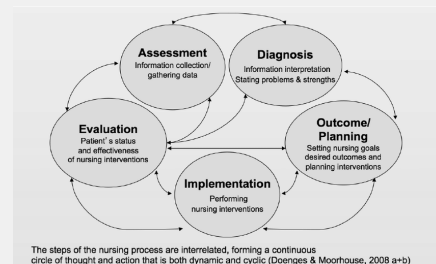 Assessment
Information collection/
gathering data
Diagnosis
Information interpretation
Stating problems & strengths
Evaluation
Patient´s status
and effectiveness
of nursing interventions
Outcome/
Planning
Setting nursing goals
desired outcomes and
planning interventions
Implementation
Performing
nursing interventions
The steps of the nursing process are interrelated, forming a continuous
circle of thought and action that is both dynamic and cyclic (Doenges & Moorhouse, 2008 a+b)